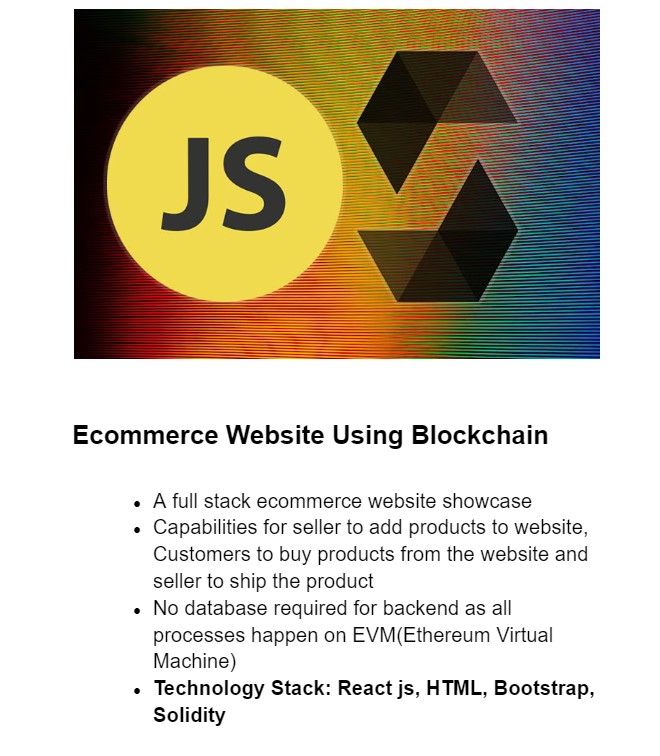 JS
Ecommerce Website Using Blockchain
• A full stack ecommerce website showcase
• Capabilities for seller to add products to website,
Customers to buy products from the website and
seller to ship the product
• No database required for backend as all
processes happen on EVM(Ethereum Virtual
Machine)
• Technology Stack: React js, HTML, Bootstrap,
Solidity